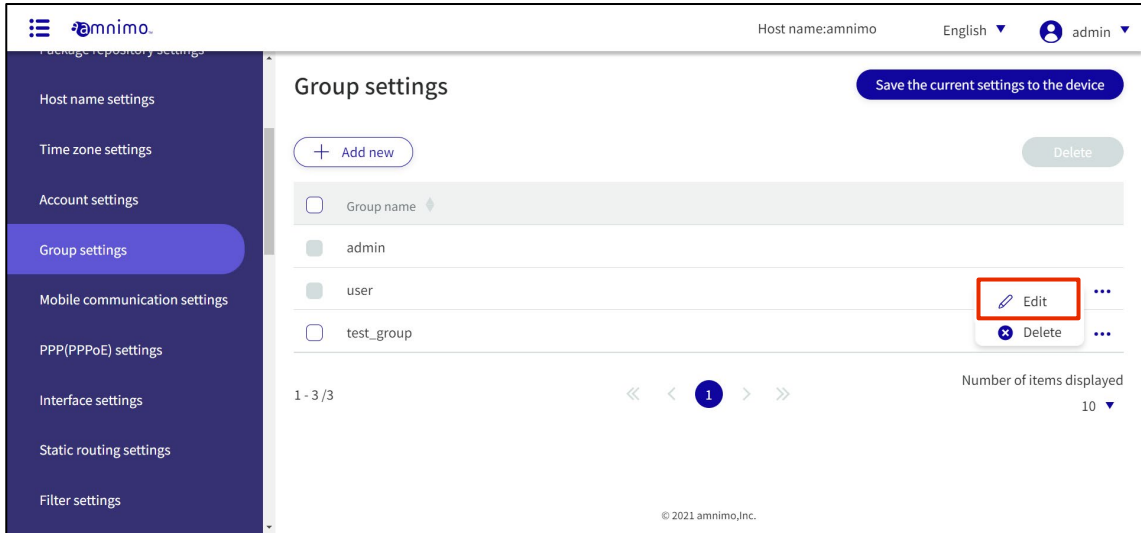 amnimo
Host name:amnimo
English
admin
Package repository settings
Host name settings
Time zone settings
Account settings
Group settings
Mobile communication settings
PPP(PPPoE) settings
Interface settings
Static routing settings
Filter settings
Group settings
Save the current settings to the device
+ Add new
Delete
Group name
admin
user
test_group
Edit
Delete
1 - 3 /3
1
Number of items displayed
10
© 2021 amnimo,Inc.